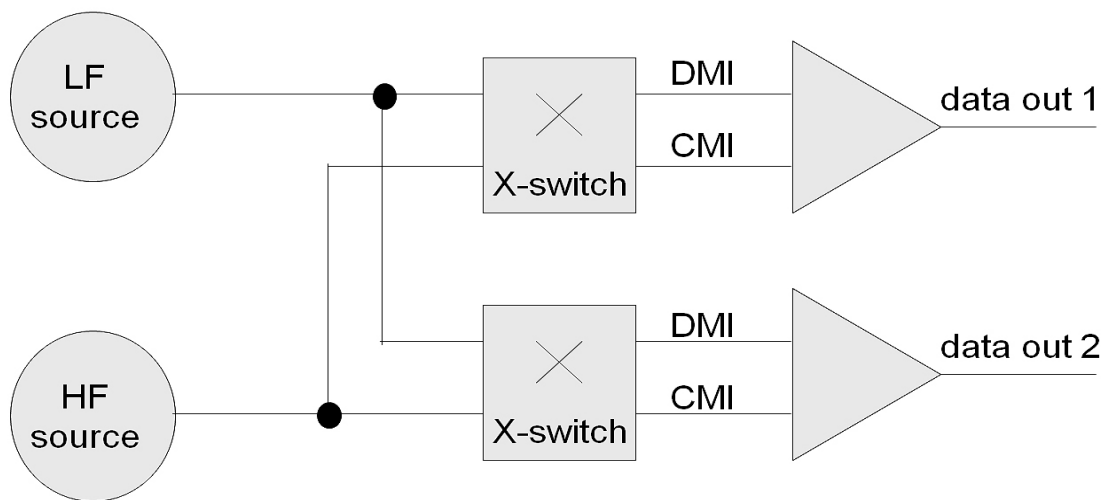 LF
source
X-switch
DMI
CMI
data out 1
HF
source
X-switch
DMI
CMI
data out 2